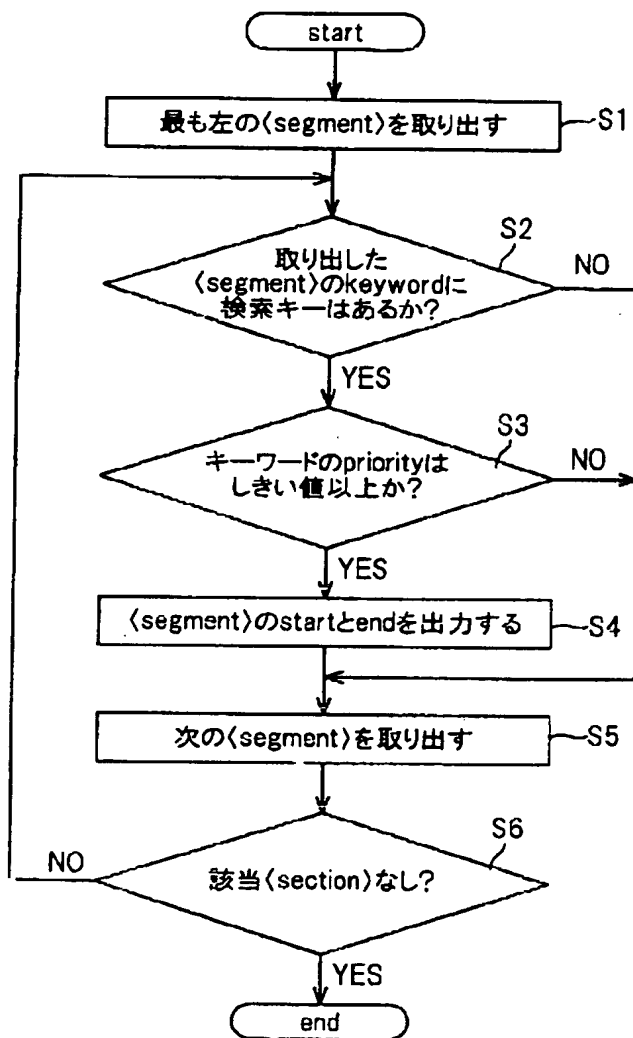 start
最も左の〈segment〉を取り出す
S1
S2
取り出した
〈segment〉のkeywordに
検索キーはあるか?
NO
YES
S3
キーワードのpriorityは
しきい値以上か?
NO
YES
〈segment〉のstartとendを出力する
S4
次の〈segment〉を取り出す
S5
S6
該当〈section〉なし?
NO
YES
end